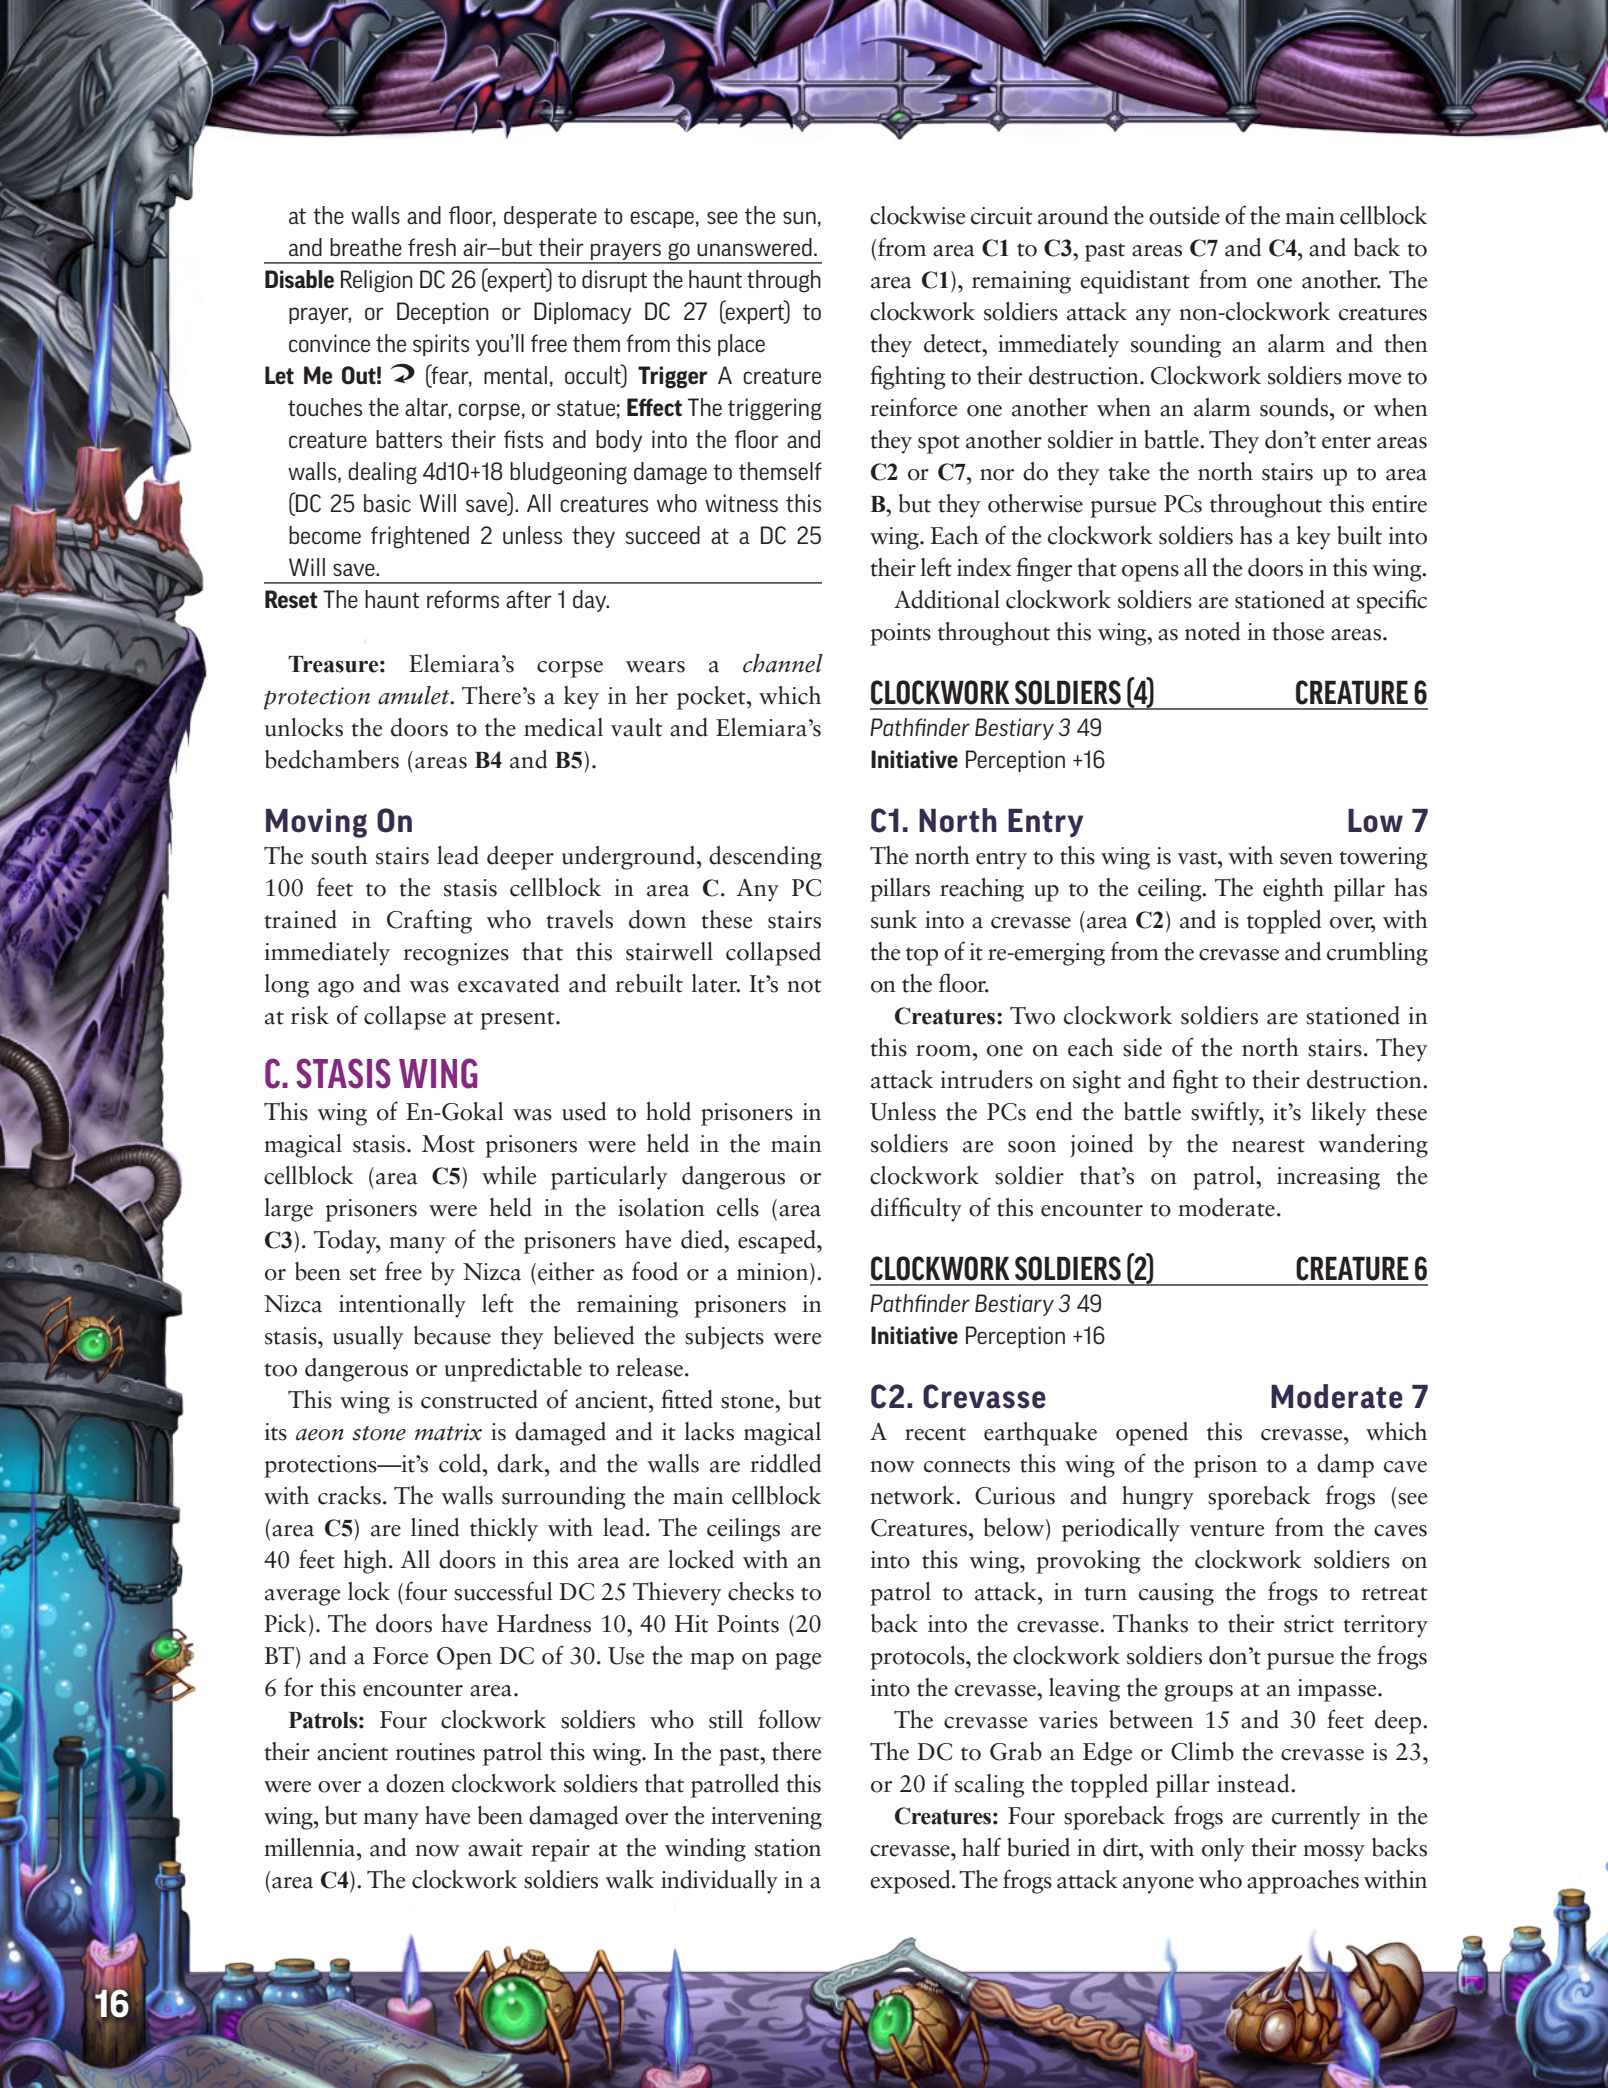 at the walls and floor, desperate to escape, see the sun,
and breathe fresh air—but their prayers go unanswered.
Disable Religion DC 26 (expert) to disrupt the haunt through
prayer, or Deception or Diplomacy DC 27 (expert) to
convince the spirits you'll free them from this place
Let Me Out! (fear, mental, occult) Trigger A creature
touches the altar, corpse, or statue; Effect The triggering
creature batters their fists and body into the floor and
walls, dealing 4d10+18 bludgeoning damage to themself
(DC 25 basic Will save). All creatures who witness this
become frightened 2 unless they succeed at a DC 25
Will save.
Reset The haunt reforms after 1 day.
Treasure: Elemiara's corpse wears a channel
protection amulet. There's a key in her pocket, which
unlocks the doors to the medical vault and Elemiara's
bedchambers (areas B4 and B5).
Moving On
The south stairs lead deeper underground, descending
100 feet to the stasis cellblock in area C. Any PC
trained in Crafting who travels down these stairs
immediately recognizes that this stairwell collapsed
long ago and was excavated and rebuilt later. It's not
at risk of collapse at present.
C. STASIS WING
This wing of En-Gokal was used to hold prisoners in
magical stasis. Most prisoners were held in the main
cellblock (area C5) while particularly dangerous or
large prisoners were held in the isolation cells (area
C3). Today, many of the prisoners have died, escaped,
or been set free by Nizca (either as food or a minion).
Nizca intentionally left the remaining prisoners in
stasis, usually because they believed the subjects were
too dangerous or unpredictable to release.
This wing is constructed of ancient, fitted stone, but
its aeon stone matrix is damaged and it lacks magical
protections—it's cold, dark, and the walls are riddled
with cracks. The walls surrounding the main cellblock
(area C5) are lined thickly with lead. The ceilings are
40 feet high. All doors in this area are locked with an
average lock (four successful DC 25 Thievery checks to
Pick). The doors have Hardness 10, 40 Hit Points (20
BT) and a Force Open DC of 30. Use the map on page
6 for this encounter area.
Patrols: Four clockwork soldiers who still follow
their ancient routines patrol this wing. In the past, there
were over a dozen clockwork soldiers that patrolled this
wing, but many have been damaged over the intervening
millennia, and now await repair at the winding station
(area C4). The clockwork soldiers walk individually in a
clockwise circuit around the outside of the main cellblock
(from area C1 to C3, past areas C7 and C4, and back to
area C1), remaining equidistant from one another. The
clockwork soldiers attack any non-clockwork creatures
they detect, immediately sounding an alarm and then
fighting to their destruction. Clockwork soldiers move to
reinforce one another when an alarm sounds, or when
they spot another soldier in battle. They don't enter areas
C2 or C7, nor do they take the north stairs up to area
B, but they otherwise pursue PCs throughout this entire
wing. Each of the clockwork soldiers has a key built into
their left index finger that opens all the doors in this wing.
Additional clockwork soldiers are stationed at specific
points throughout this wing, as noted in those areas.
CLOCKWORK SOLDIERS (4) CREATURE 6
Pathfinder Bestiary 3 49
Initiative Perception +16
C1. North Entry Low 7
The north entry to this wing is vast, with seven towering
pillars reaching up to the ceiling. The eighth pillar has
sunk into a crevasse (area C2) and is toppled over, with
the top of it re-emerging from the crevasse and crumbling
on the floor.
Creatures: Two clockwork soldiers are stationed in
this room, one on each side of the north stairs. They
attack intruders on sight and fight to their destruction.
Unless the PCs end the battle swiftly, it's likely these
soldiers are soon joined by the nearest wandering
clockwork soldier that's on patrol, increasing the
difficulty of this encounter to moderate.
CLOCKWORK SOLDIERS (2) CREATURE 6
Pathfinder Bestiary 3 49
Initiative Perception +16
C2. Crevasse Moderate 7
A recent earthquake opened this crevasse, which
now connects this wing of the prison to a damp cave
network. Curious and hungry sporeback frogs (see
Creatures, below) periodically venture from the caves
into this wing, provoking the clockwork soldiers on
patrol to attack, in turn causing the frogs to retreat
back into the crevasse. Thanks to their strict territory
protocols, the clockwork soldiers don't pursue the frogs
into the crevasse, leaving the groups at an impasse.
The crevasse varies between 15 and 30 feet deep.
The DC to Grab an Edge or Climb the crevasse is 23,
or 20 if scaling the toppled pillar instead.
Creatures: Four sporeback frogs are currently in the
crevasse, half buried in dirt, with only their mossy backs
exposed. The frogs attack anyone who approaches within
16